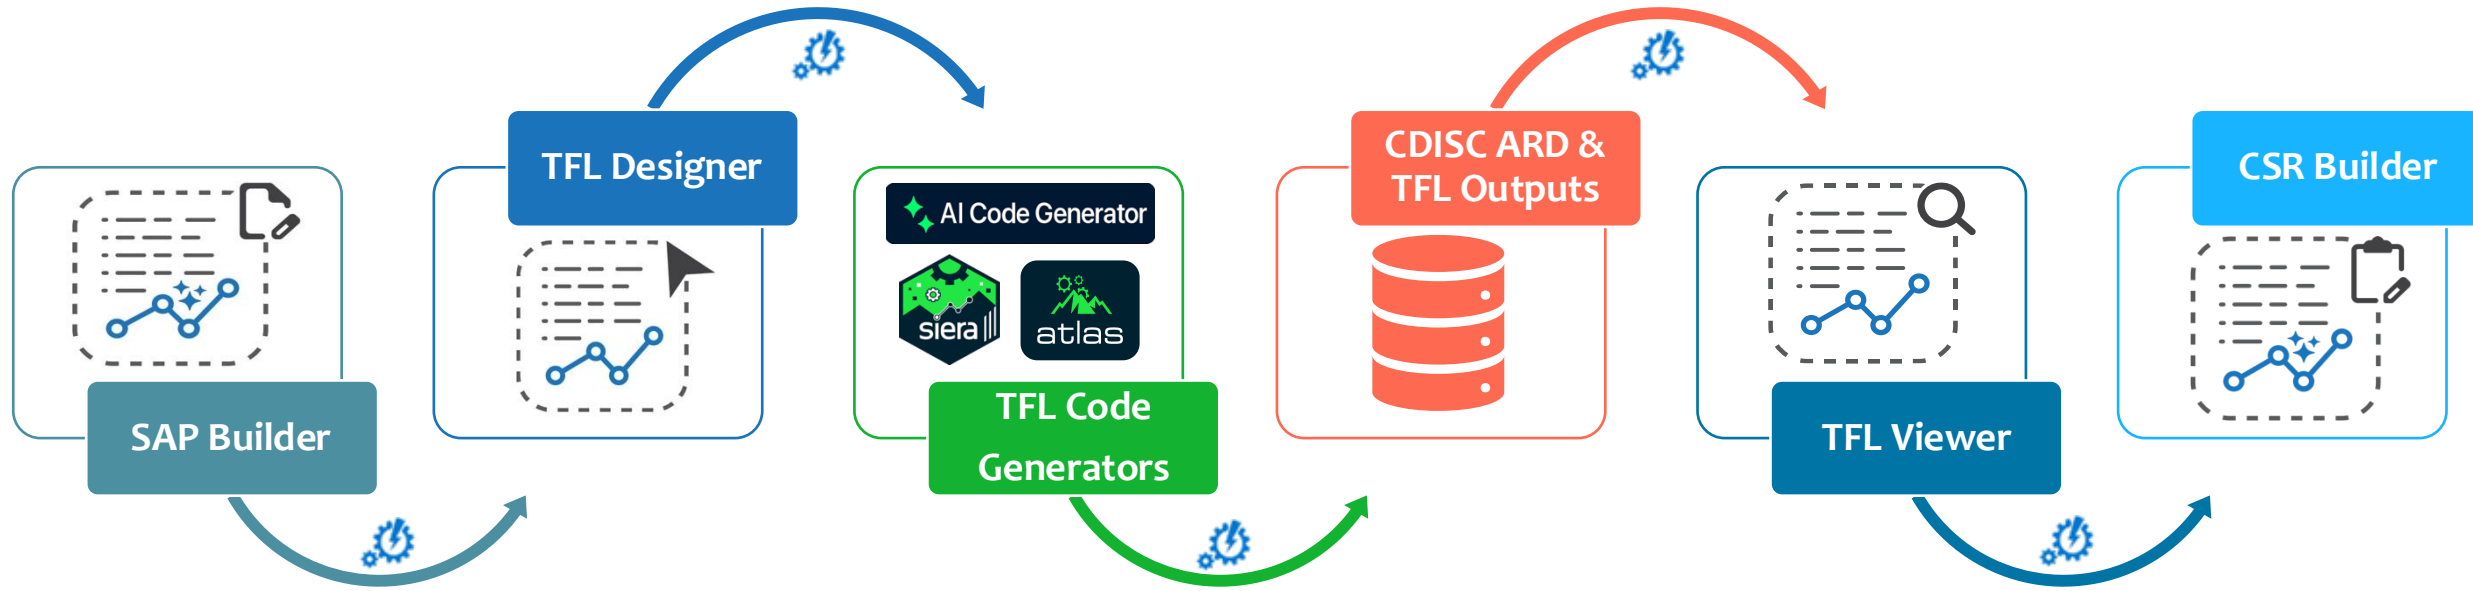 SAP Builder
TFL Designer
AI Code Generator
siera
atlas
TFL Code
Generators
CDISC ARD &
TFL Outputs
TFL Viewer
CSR Builder